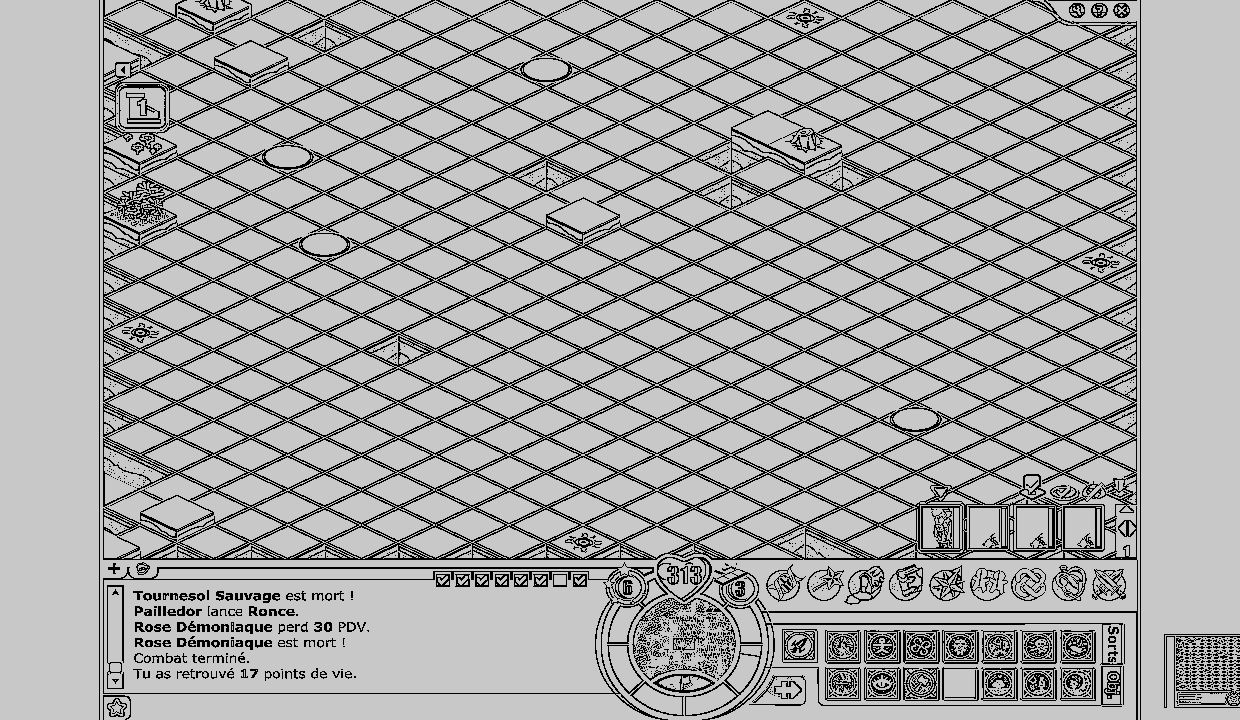 1
1
Tournesol Sauvage est mort !
Pailledor lance Ronce.
Rose Démoniaque perd 30 PDV.
Rose Démoniaque est mort !
Combat terminé.
Tu as retrouvé 17 points de vie.
6
313
3
Sorts
Obj.